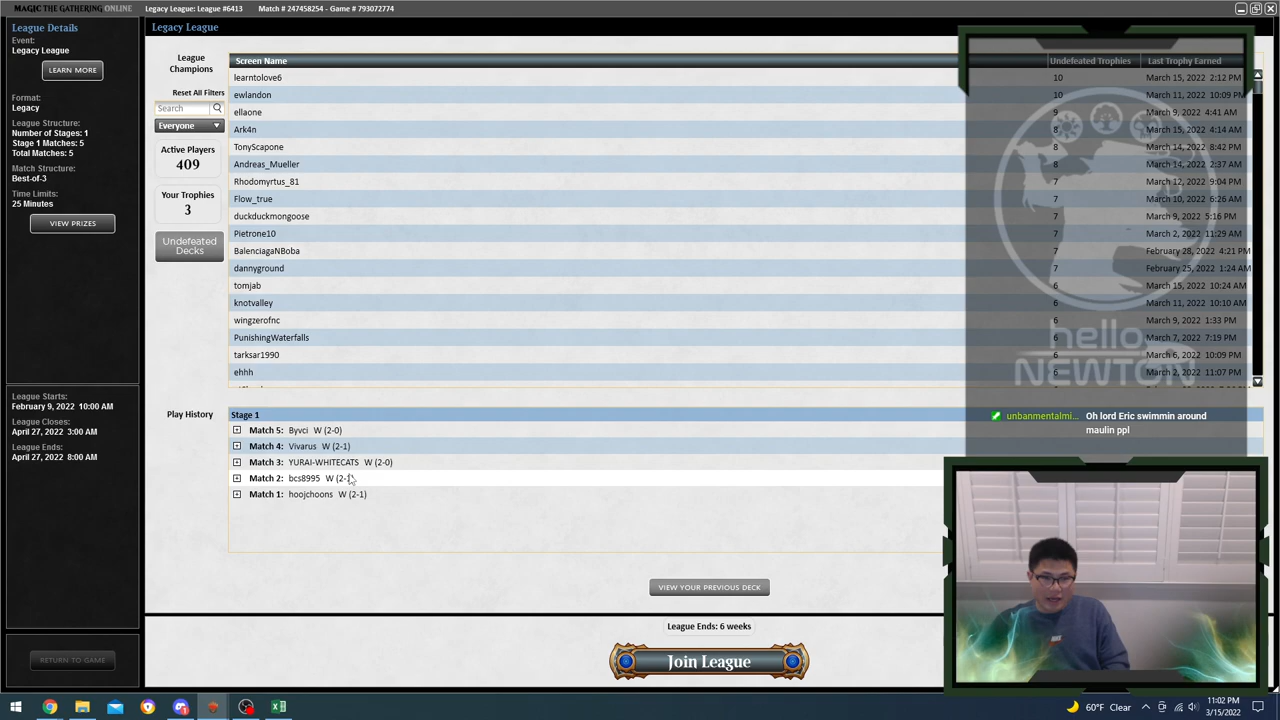 MAGIC THE GATHERING ONLINE
Legacy League: League #6413
Match # 247458254 - Game # 793072774
League Details
Event:
Legacy League
LEARN MORE
Format:
Legacy
League Structure:
Number of Stages: 1
Stage 1 Matches: 5
Total Matches: 5
Match Structure:
Best-of-3
Time Limits:
25 Minutes
VIEW PRIZES
League Starts:
February 9, 2022 10:00 AM
League Closes:
April 27, 2022 3:00 AM
League Ends:
April 27, 2022 8:00 AM
RETURN TO GAME
Legacy League
League Champions
Reset All Filters
Search
Everyone
Active Players
409
Your Trophies
3
Undefeated Decks
Screen Name Undefeated Trophies Last Trophy Earned
learntolove6 10 March 15, 2022 2:12 PM
ewlandon 10 March 11, 2022 10:09 PM
ellaone 9 March 9, 2022 4:41 AM
Ark4n 8 March 15, 2022 4:14 AM
TonyScapone 8 March 14, 2022 8:42 PM
Andreas_Mueller 8 March 14, 2022 2:37 AM
Rhodomyrtus_81 7 March 12, 2022 9:04 PM
Flow_true 7 March 10, 2022 6:26 AM
duckduckmongoose 7 March 9, 2022 5:16 PM
Pietrone10 7 March 2, 2022 11:29 AM
BalenciagaNBoba 7 February 28, 2022 4:21 PM
dannyground 7 February 25, 2022 1:24 AM
tomjab 6 March 15, 2022 10:24 AM
knotvalley 6 March 11, 2022 10:10 AM
wingzerofnc 6 March 9, 2022 1:33 PM
PunishingWaterfalls 6 March 7, 2022 7:19 PM
tarksar1990 6 March 6, 2022 10:09 PM
ehhh 6 March 2, 2022 11:07 PM
hello,
NEWTON
unbanmentalmi... Oh lord Eric swimmin around
maulin ppl
Play History
Stage 1
Match 5: Byvci W (2-0)
Match 4: Vivarus W (2-1)
Match 3: YURAI-WHITECATS W (2-0)
Match 2: bcs8995 W (2-
Match 1: hoojchoons W (2-1)
VIEW YOUR PREVIOUS DECK
League Ends: 6 weeks
Join League
60°F Clear
11:02 PM
3/15/2022